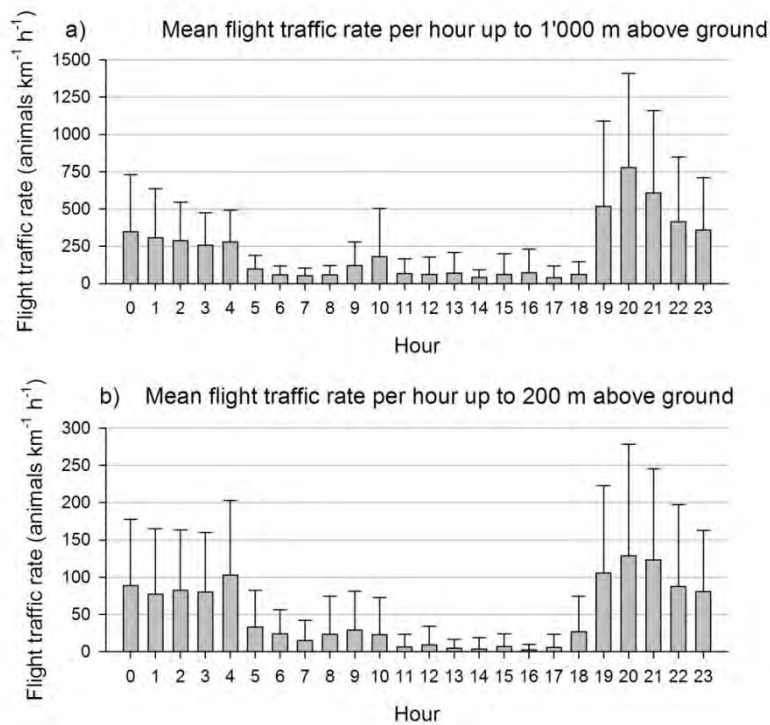 a) Mean flight traffic rate per hour up to 1'000 m above ground
Flight traffic rate (animals km⁻¹ h⁻¹)
1500
1250
1000
750
500
250
0
0 1 2 3 4 5 6 7 8 9 10 11 12 13 14 15 16 17 18 19 20 21 22 23
Hour
b) Mean flight traffic rate per hour up to 200 m above ground
Flight traffic rate (animals km⁻¹ h⁻¹)
300
250
200
150
100
50
0
0 1 2 3 4 5 6 7 8 9 10 11 12 13 14 15 16 17 18 19 20 21 22 23
Hour